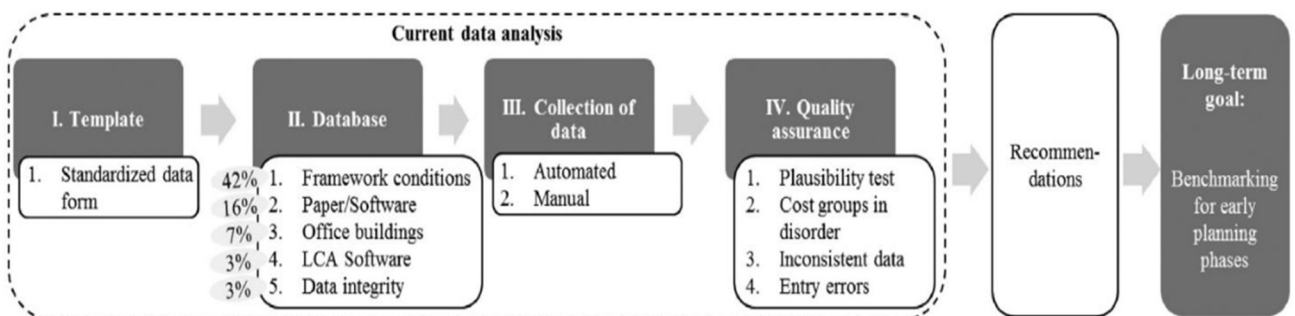 Current data analysis
I. Template
1. Standardized data
form
II. Database
42% 1. Framework conditions
16% 2. Paper/Software
7% 3. Office buildings
3% 4. LCA Software
3% 5. Data integrity
III. Collection of
data
1. Automated
2. Manual
IV. Quality
assurance
1. Plausibility test
2. Cost groups in
disorder
3. Inconsistent data
4. Entry errors
Recommen-
dations
Long-term
goal:
Benchmarking
for early
planning
phases